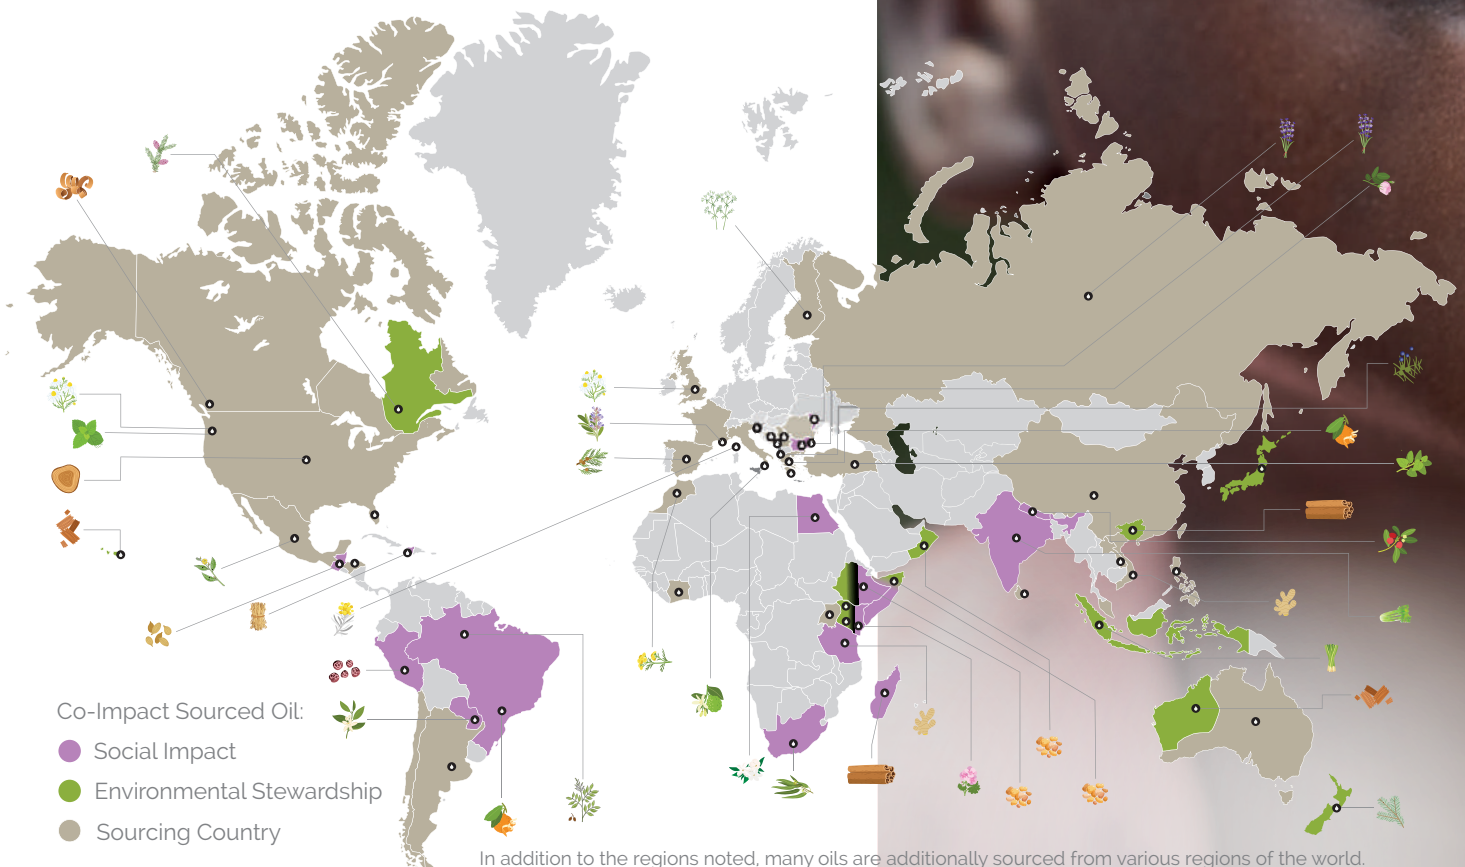 Co-Impact Sourced Oil:
Social Impact
Environmental Stewardship
Sourcing Country
In addition to the regions noted, many oils are additionally sourced from various regions of the world.